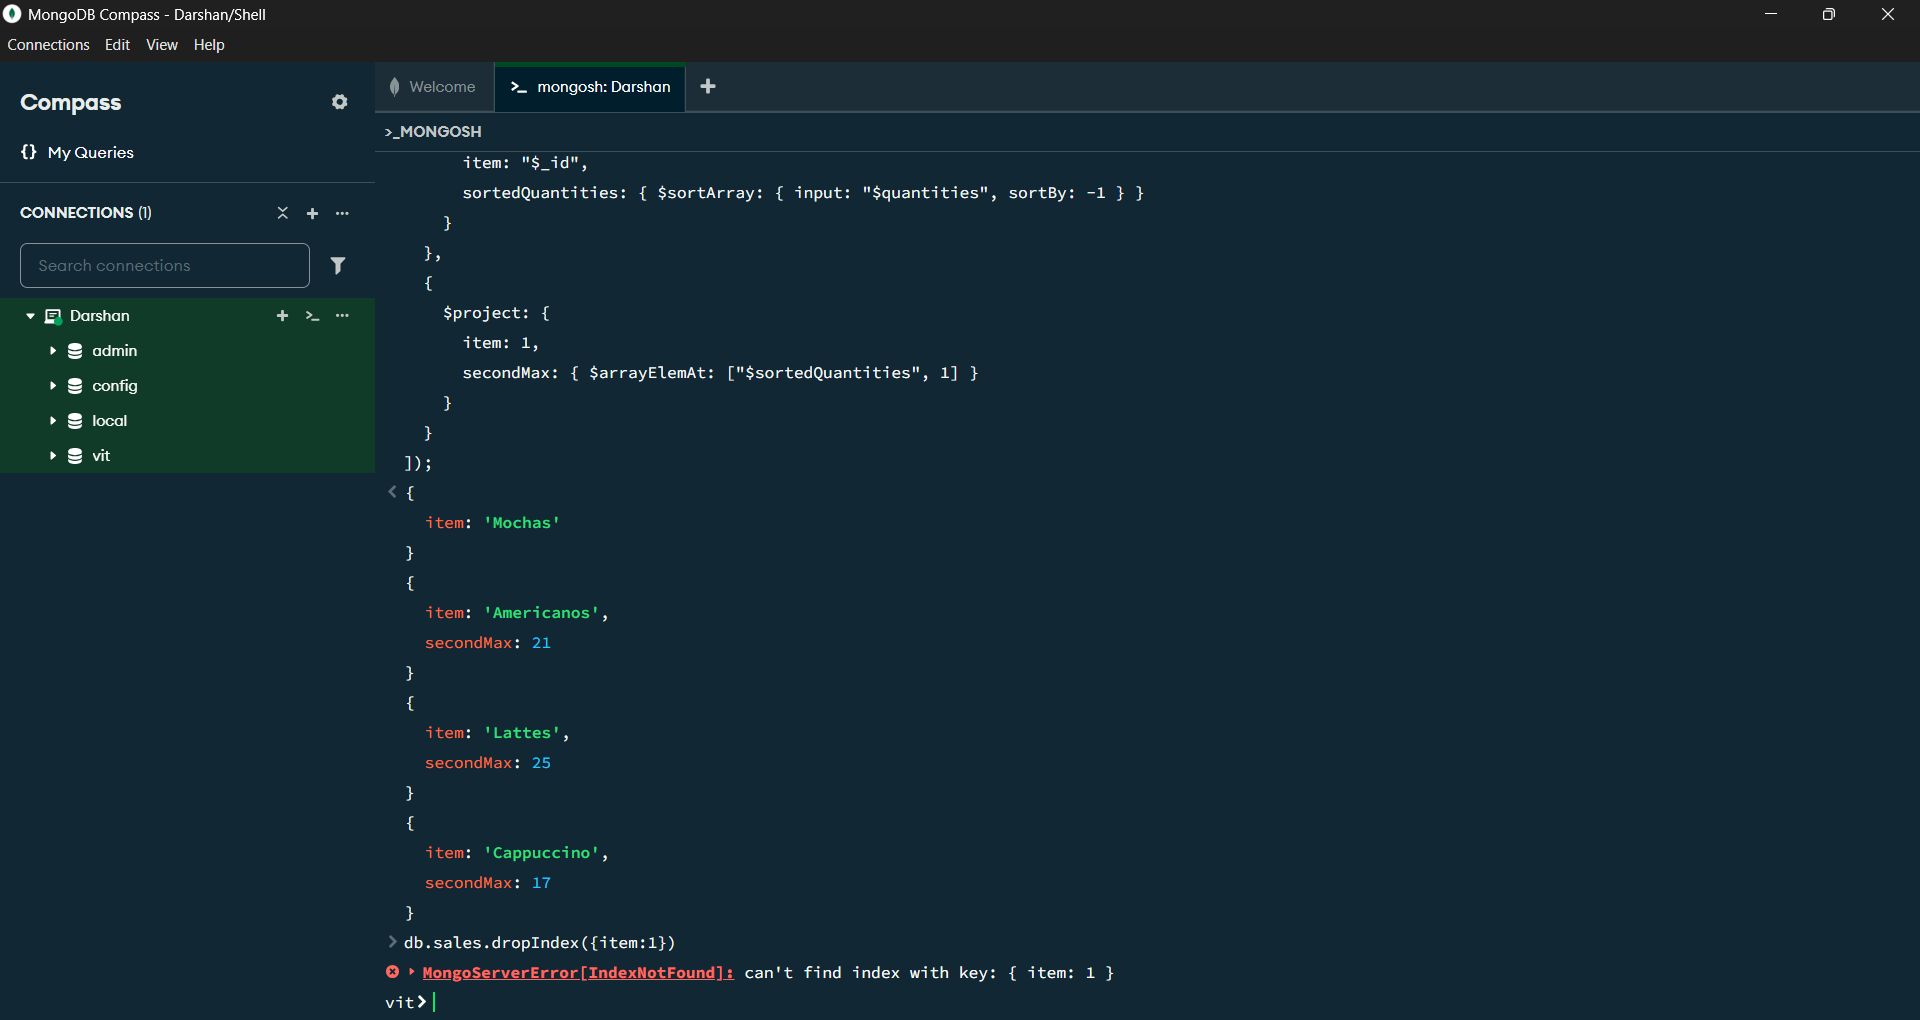 MongoDB Compass - Darshan/Shell
Connections Edit View Help
Compass
{} My Queries
CONNECTIONS (1)
Search connections
Darshan
admin
config
local
vit
Welcome
>_ mongosh: Darshan
>_MONGOSH
item: "$_id",
sortedQuantities: { $sortArray: { input: "$quantities", sortBy: -1 } }
}
},
{
$project: {
item: 1,
secondMax: { $arrayElemAt: ["$sortedQuantities", 1] }
}
}
]);
< {
item: 'Mochas'
}
{
item: 'Americanos',
secondMax: 21
}
{
item: 'Lattes',
secondMax: 25
}
{
item: 'Cappuccino',
secondMax: 17
}
> db.sales.dropIndex({item:1})
MongoServerError[IndexNotFound]: can't find index with key: { item: 1 }
vit>